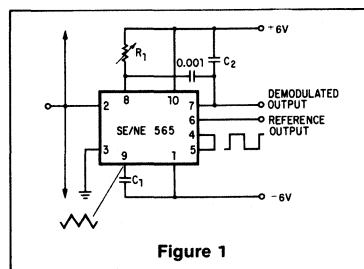 +6V
R1
C2
0.001
8
10
7
DEMODULATED
OUTPUT
2
6
REFERENCE
OUTPUT
SE/NE 565
4
3
5
9
1
C1
-6V
Figure 1